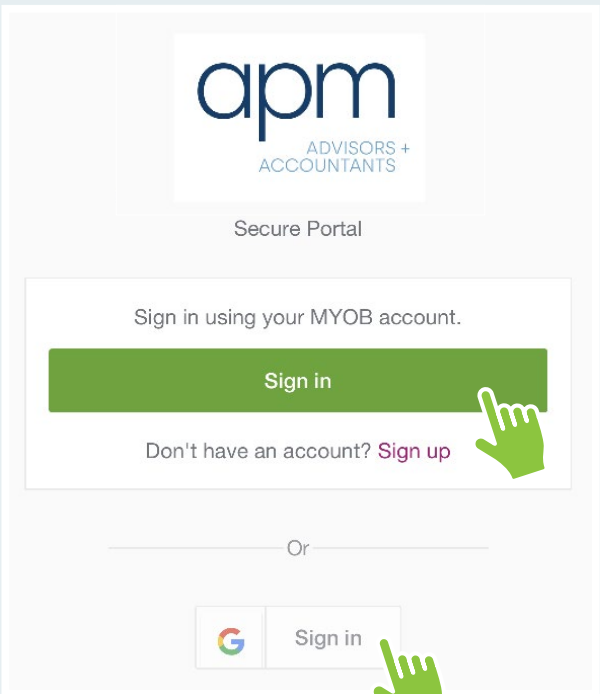 apm
ADVISORS +
ACCOUNTANTS
Secure Portal
Sign in using your MYOB account.
Sign in
Don't have an account? Sign up
Or
G Sign in